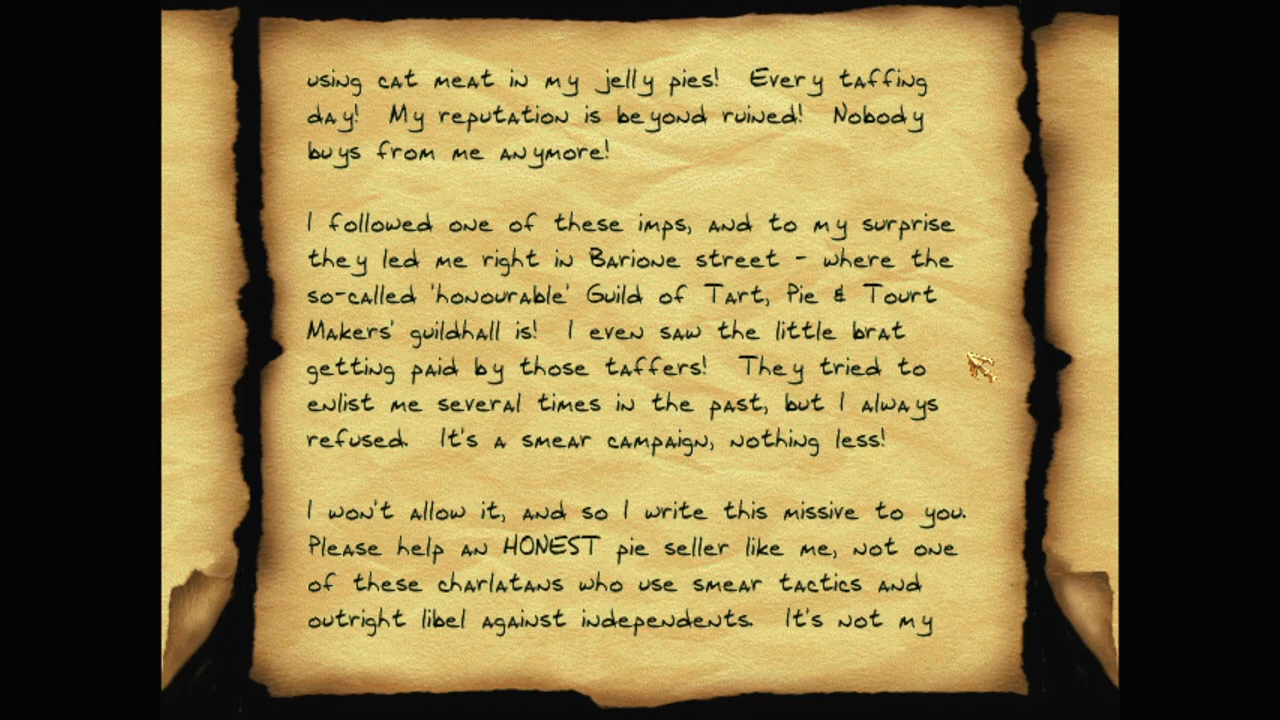 using cat meat in my jelly pies!  Every taffing
day!  My reputation is beyond ruined!  Nobody
buys from me anymore!
I followed one of these imps, and to my surprise
they led me right in Barione street - where the
so-called 'honourable' Guild of Tart, Pie & Tourt
Makers' guildhall is!  I even saw the little brat
getting paid by those taffers!  They tried to
enlist me several times in the past, but I always
refused.  It's a smear campaign, nothing less!
I won't allow it, and so I write this missive to you.
Please help an HONEST pie seller like me, not one
of these charlatans who use smear tactics and
outright libel against independents.  It's not my